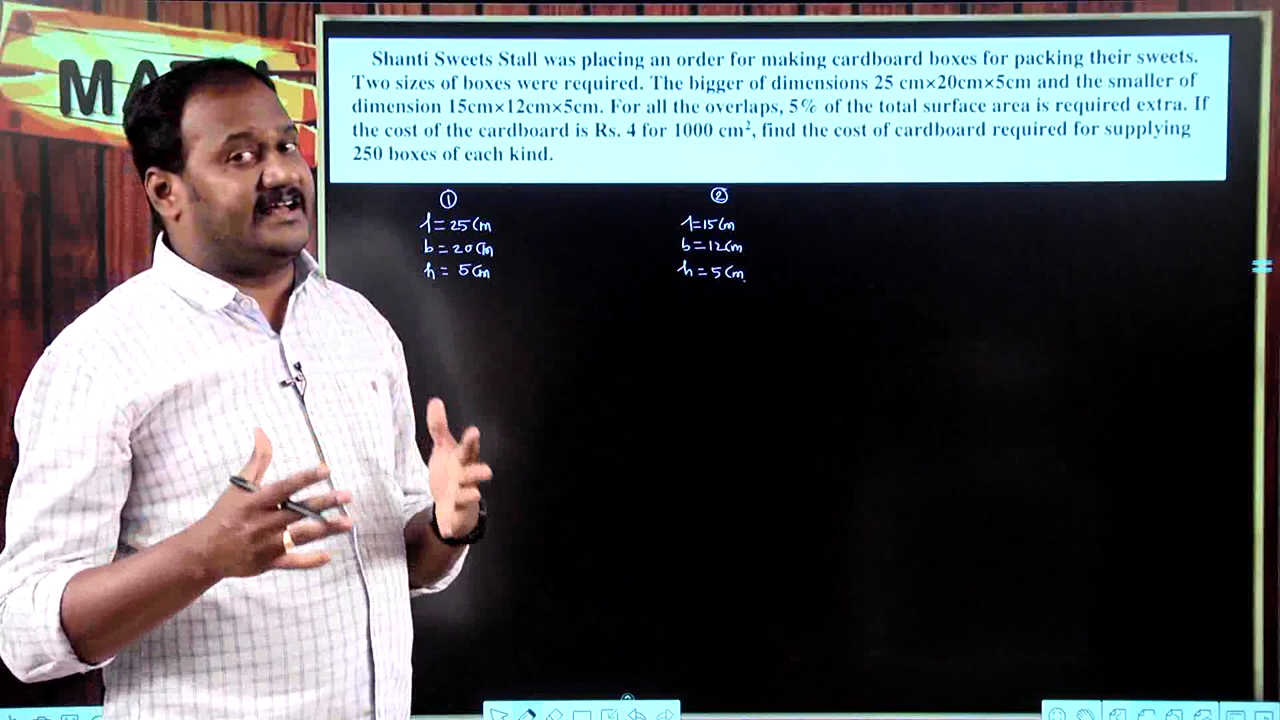 MA
Shanti Sweets Stall was placing an order for making cardboard boxes for packing their sweets.
Two sizes of boxes were required. The bigger of dimensions 25 cm×20cm×5cm and the smaller of
dimension 15cm×12cm×5cm. For all the overlaps, 5% of the total surface area is required extra. If
the cost of the cardboard is Rs. 4 for 1000 cm², find the cost of cardboard required for supplying
250 boxes of each kind.
①
l = 25 Cm
b = 20 Cm
h = 5 Cm
②
l=15 Cm
b=12Cm
h = 5 Cm.